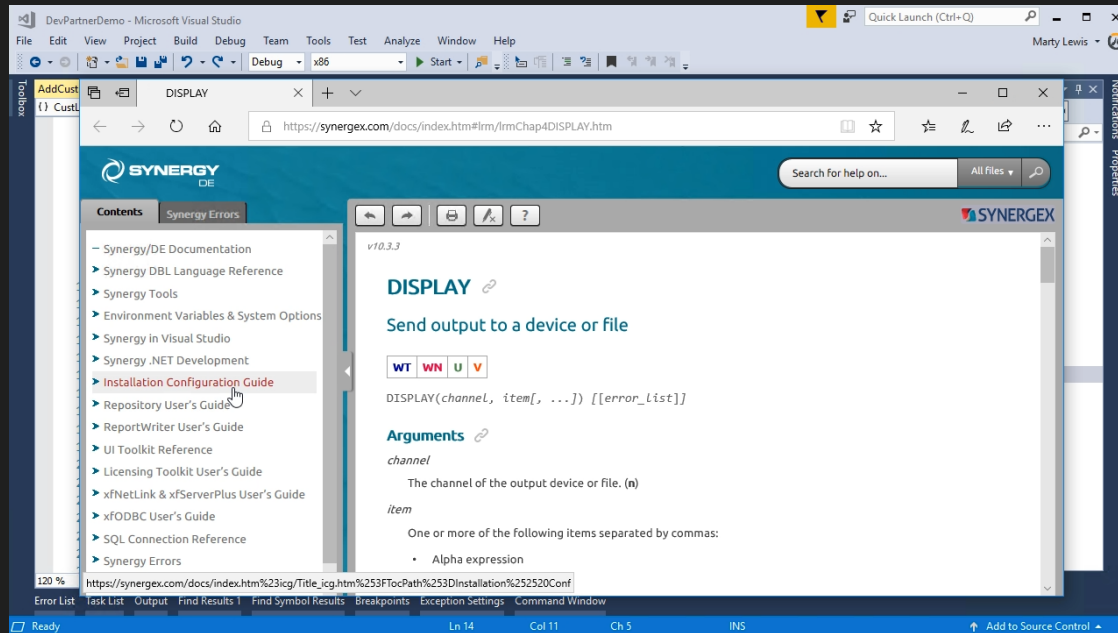 DevPartnerDemo - Microsoft Visual Studio
Quick Launch (Ctrl+Q)
File Edit View Project Build Debug Team Tools Test Analyze Window Help
Marty Lewis
Debug x86 Start
Toolbox
AddCust
DISPLAY
Notifications
{ } CustL
https://synergex.com/docs/index.htm#lrm/lrmChap4DISPLAY.htm
Properties
SYNERGY
DE
Search for help on...
All files
Contents
Synergy Errors
SYNERGEX
v10.3.3
Synergy/DE Documentation
Synergy DBL Language Reference
Synergy Tools
Environment Variables & System Options
Synergy in Visual Studio
Synergy .NET Development
Installation Configuration Guide
Repository User's Guide
ReportWriter User's Guide
UI Toolkit Reference
Licensing Toolkit User's Guide
xfNetLink & xfServerPlus User's Guide
xfODBC User's Guide
SQL Connection Reference
Synergy Errors
DISPLAY
Send output to a device or file
WT WN U V
DISPLAY(channel, item[, ...]) [[error_list]]
Arguments
channel
The channel of the output device or file. (n)
item
One or more of the following items separated by commas:
• Alpha expression
120 %
https://synergex.com/docs/index.htm%23icg/Title_icg.htm%253FTocPath%253DInstallation%252520Conf
Error List Task List Output Find Results 1 Find Symbol Results Breakpoints Exception Settings Command Window
Ready
Ln 14
Col 11
Ch 5
INS
Add to Source Control